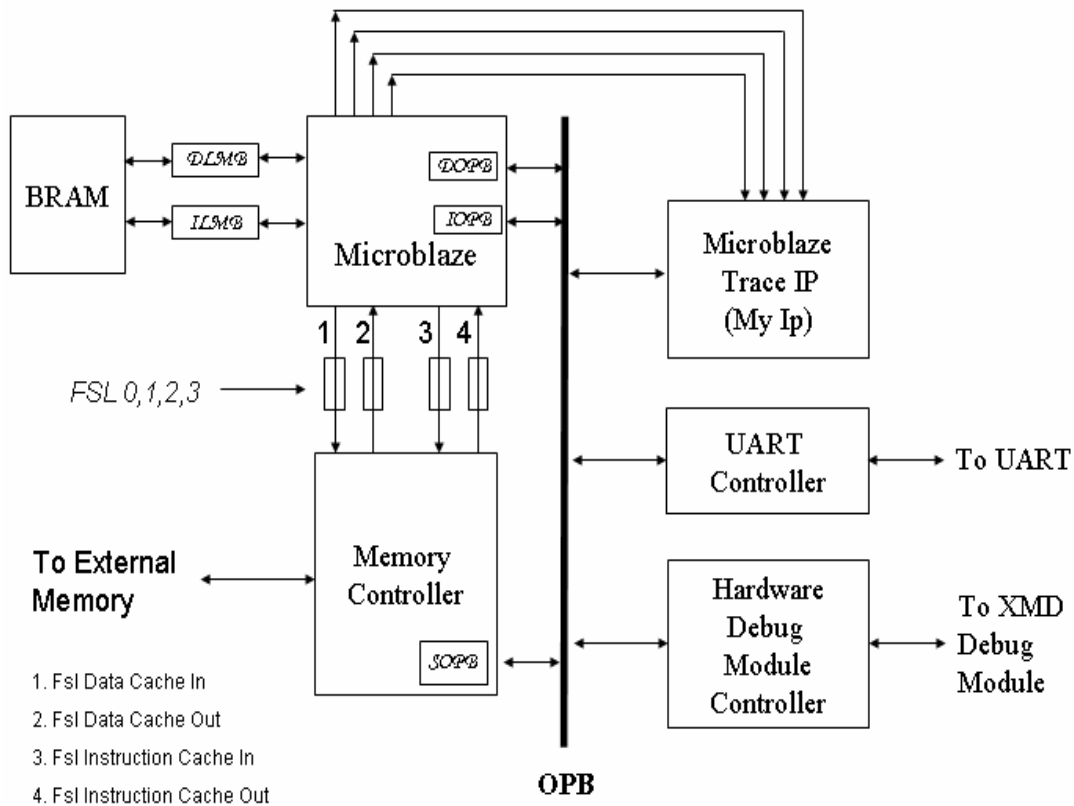 BRAM
DLMB
ILMB
DOPB
IOPB
Microblaze
Microblaze
Trace IP
(My Ip)
1 2 3 4
FSL 0,1,2,3
UART
Controller
To UART
To External
Memory
Memory
Controller
SOPB
Hardware
Debug
Module
Controller
To XMD
Debug
Module
1. Fsl Data Cache In
2. Fsl Data Cache Out
3. Fsl Instruction Cache In
4. Fsl Instruction Cache Out
OPB